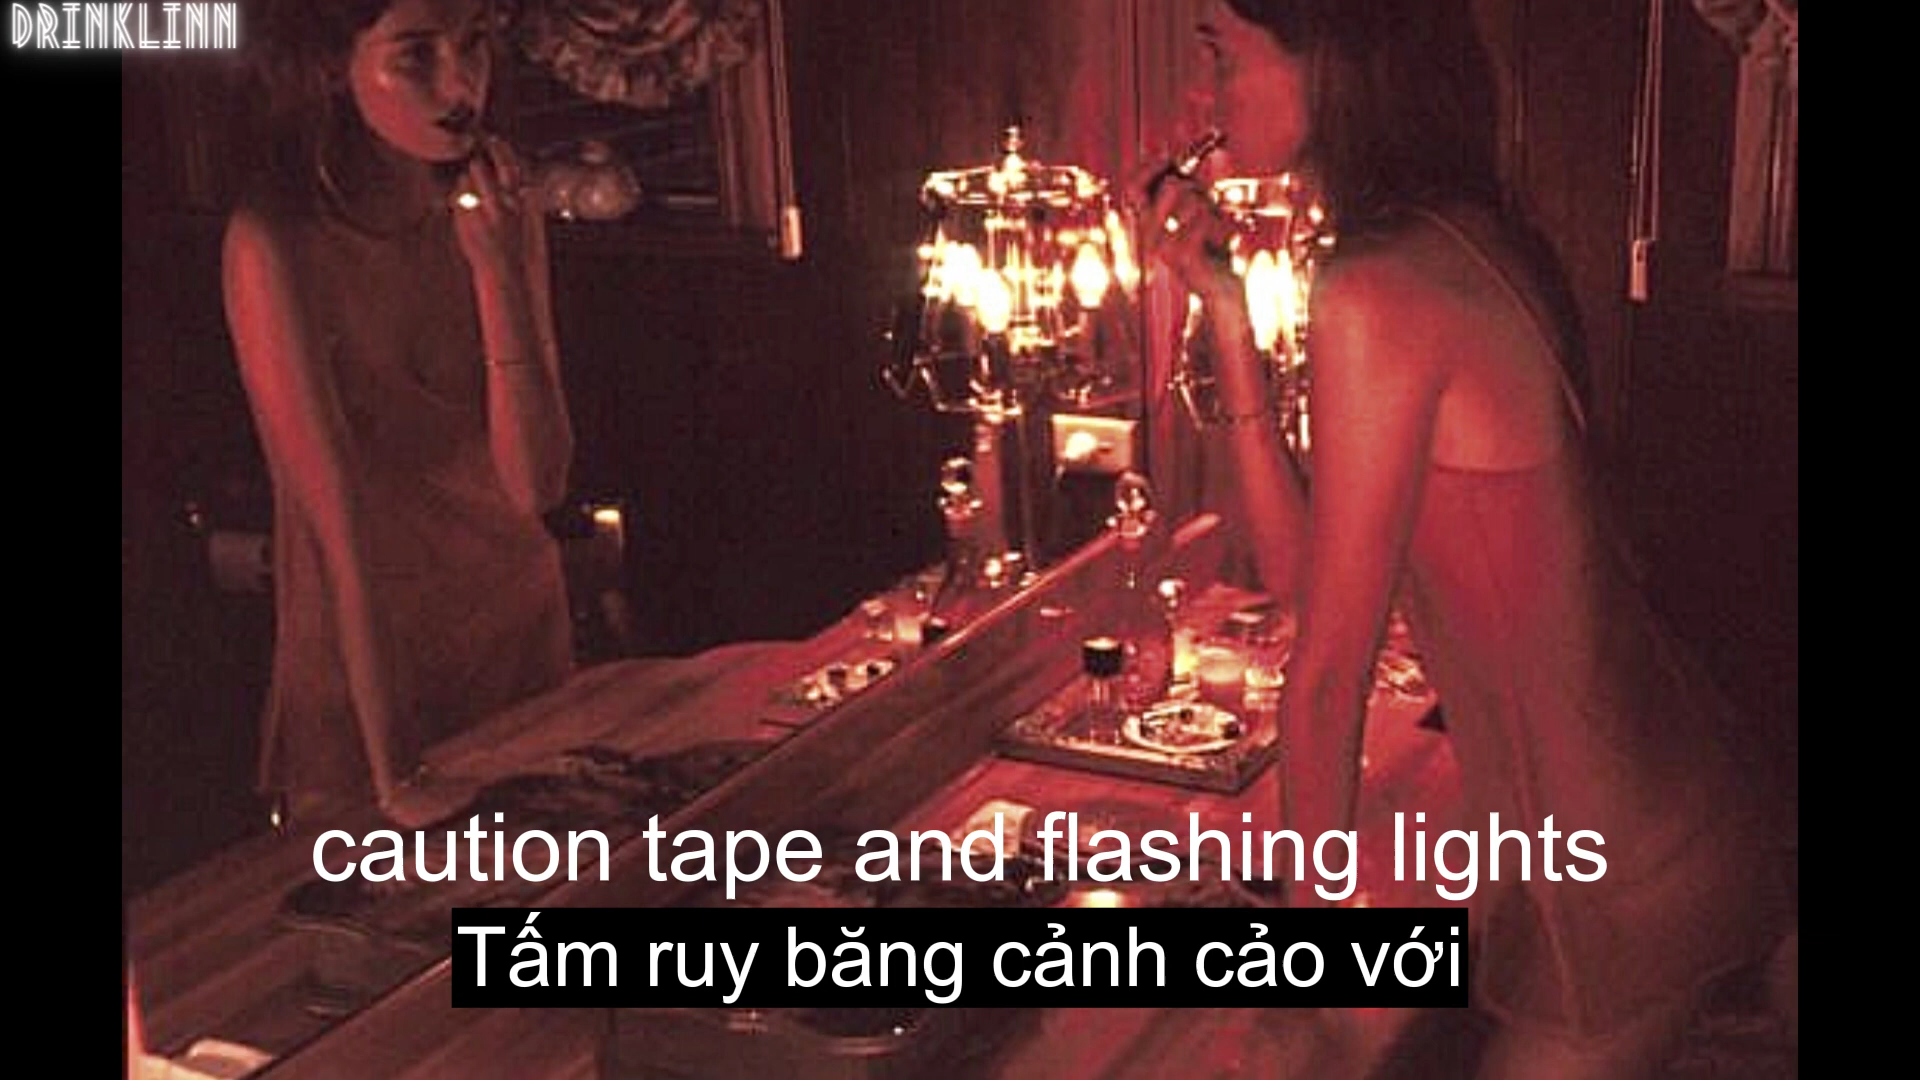 DRINKLINN
caution tape and flashing lights
Tấm ruy băng cảnh cảo với